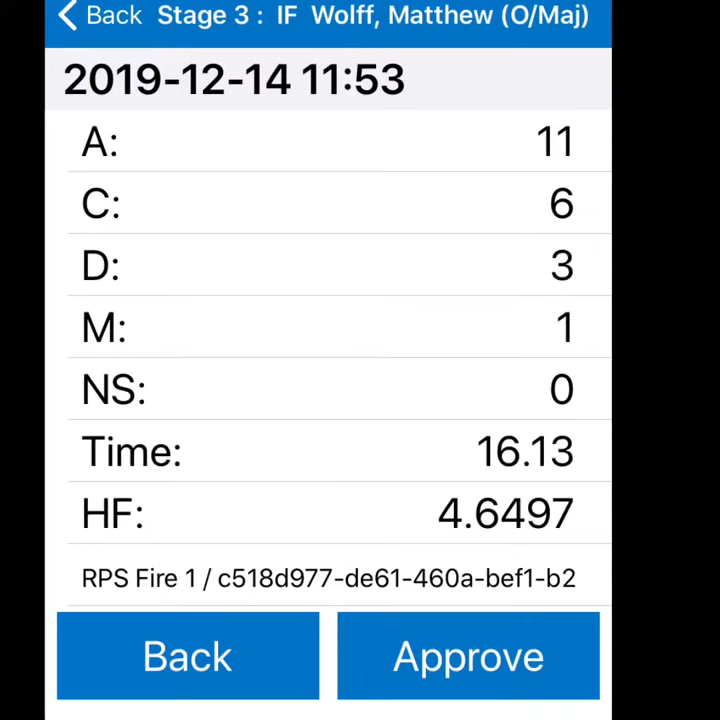 Back Stage 3 : IF Wolff, Matthew (O/Maj)
2019-12-14 11:53
A: 11
C: 6
D: 3
M: 1
NS: 0
Time: 16.13
HF: 4.6497
RPS Fire 1 / c518d977-de61-460a-bef1-b2
Back Approve